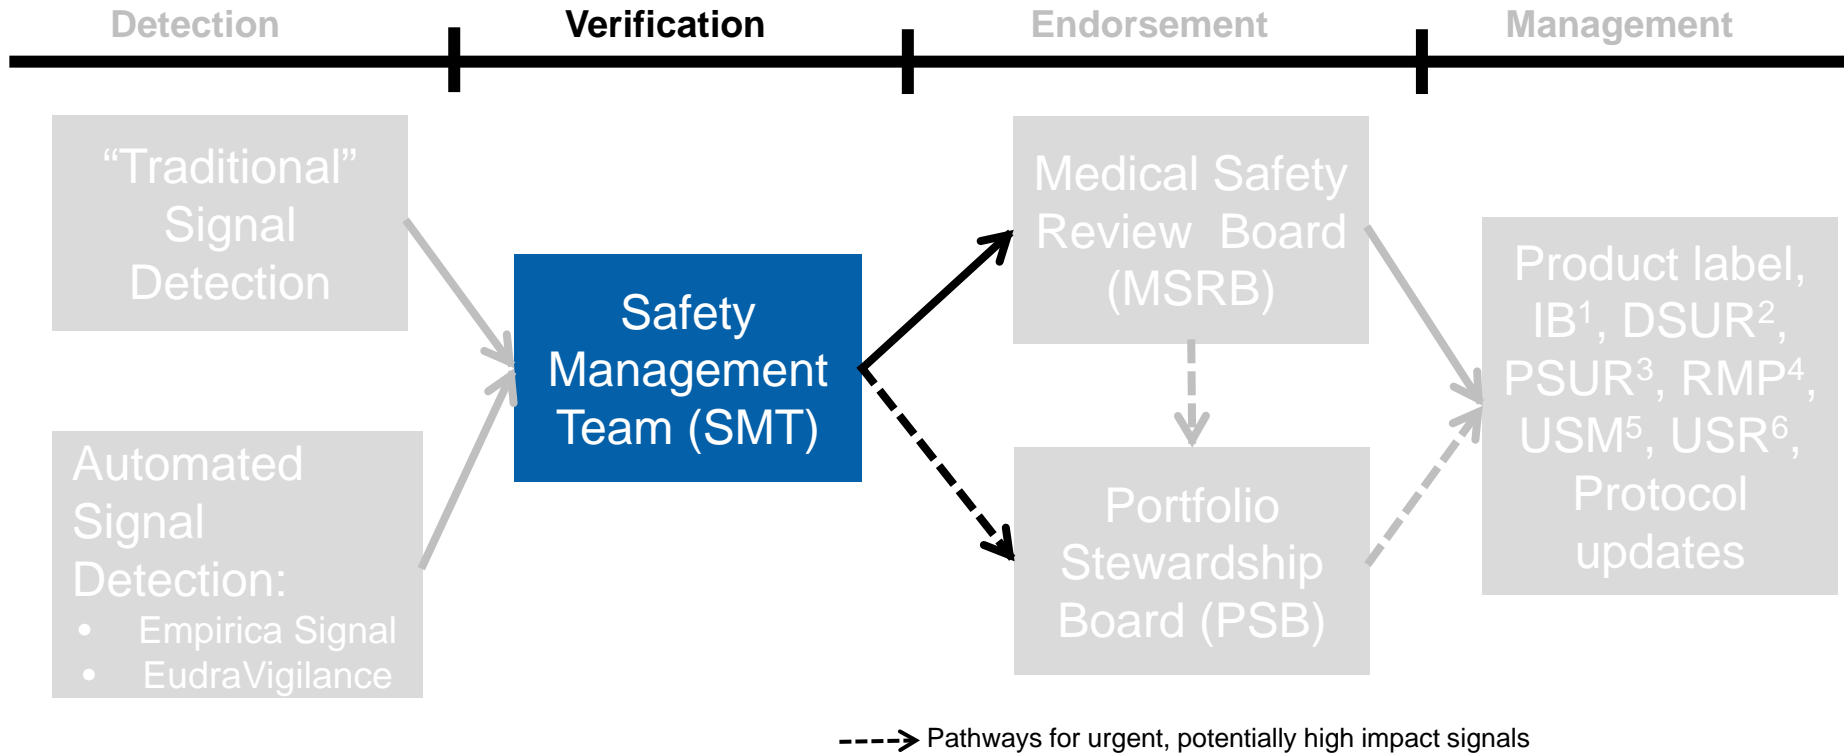 Detection
Verification
Endorsement
Management
“Traditional”
Signal
Detection
Automated
Signal
Detection:
• Empirica Signal
• EudraVigilance
Safety
Management
Team (SMT)
Medical Safety
Review Board
(MSRB)
Portfolio
Stewardship
Board (PSB)
Product label,
IB¹, DSUR²,
PSUR³, RMP⁴,
USM⁵, USR⁶,
Protocol
updates
Pathways for urgent, potentially high impact signals